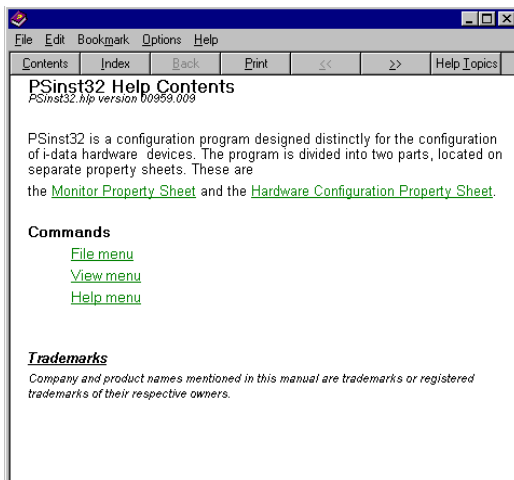 File Edit Bookmark Options Help
Contents Index Back Print << >> Help Topics
PSinst32 Help Contents
PSinst32.hlp version 00959.009
PSinst32 is a configuration program designed distinctly for the configuration
of i-data hardware devices. The program is divided into two parts, located on
separate property sheets. These are
the Monitor Property Sheet and the Hardware Configuration Property Sheet.
Commands
File menu
View menu
Help menu
Trademarks
Company and product names mentioned in this manual are trademarks or registered
trademarks of their respective owners.